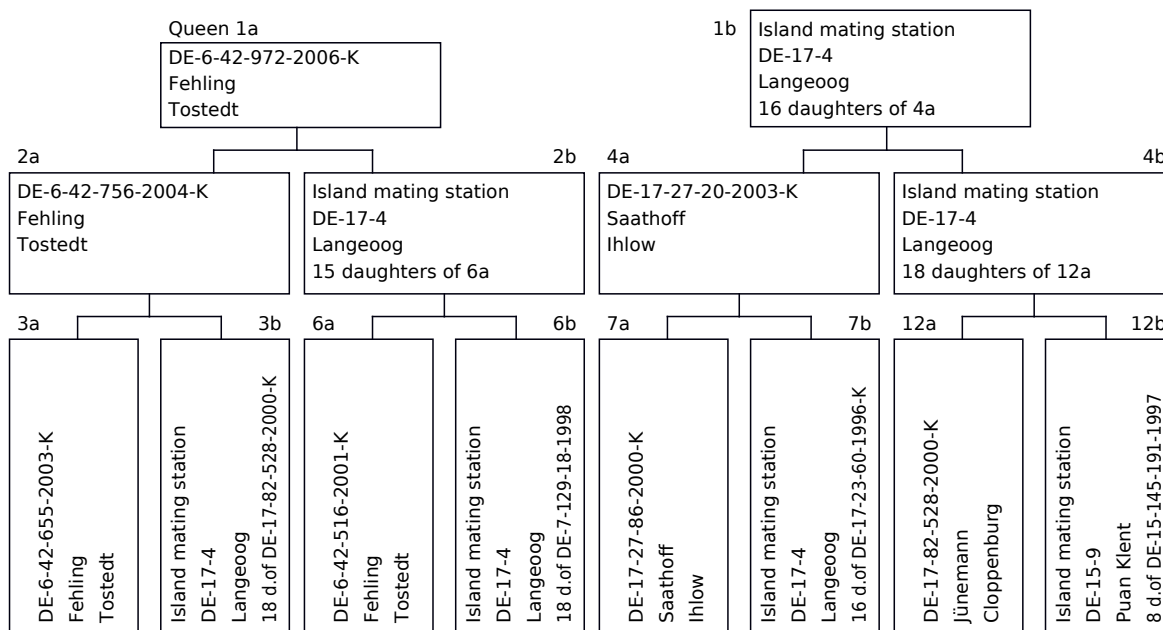 Queen 1a
DE-6-42-972-2006-K
Fehling
Tostedt
1b
Island mating station
DE-17-4
Langeoog
16 daughters of 4a
2a
DE-6-42-756-2004-K
Fehling
Tostedt
2b
Island mating station
DE-17-4
Langeoog
15 daughters of 6a
4a
DE-17-27-20-2003-K
Saathoff
Ihlow
4b
Island mating station
DE-17-4
Langeoog
18 daughters of 12a
3a
DE-6-42-655-2003-K
Fehling
Tostedt
3b
Island mating station
DE-17-4
Langeoog
18 d.of DE-17-82-528-2000-K
6a
DE-6-42-516-2001-K
Fehling
Tostedt
6b
Island mating station
DE-17-4
Langeoog
18 d.of DE-7-129-18-1998
7a
DE-17-27-86-2000-K
Saathoff
Ihlow
7b
Island mating station
DE-17-4
Langeoog
16 d.of DE-17-23-60-1996-K
12a
DE-17-82-528-2000-K
Jünemann
Cloppenburg
12b
Island mating station
DE-15-9
Puan Klent
8 d.of DE-15-145-191-1997